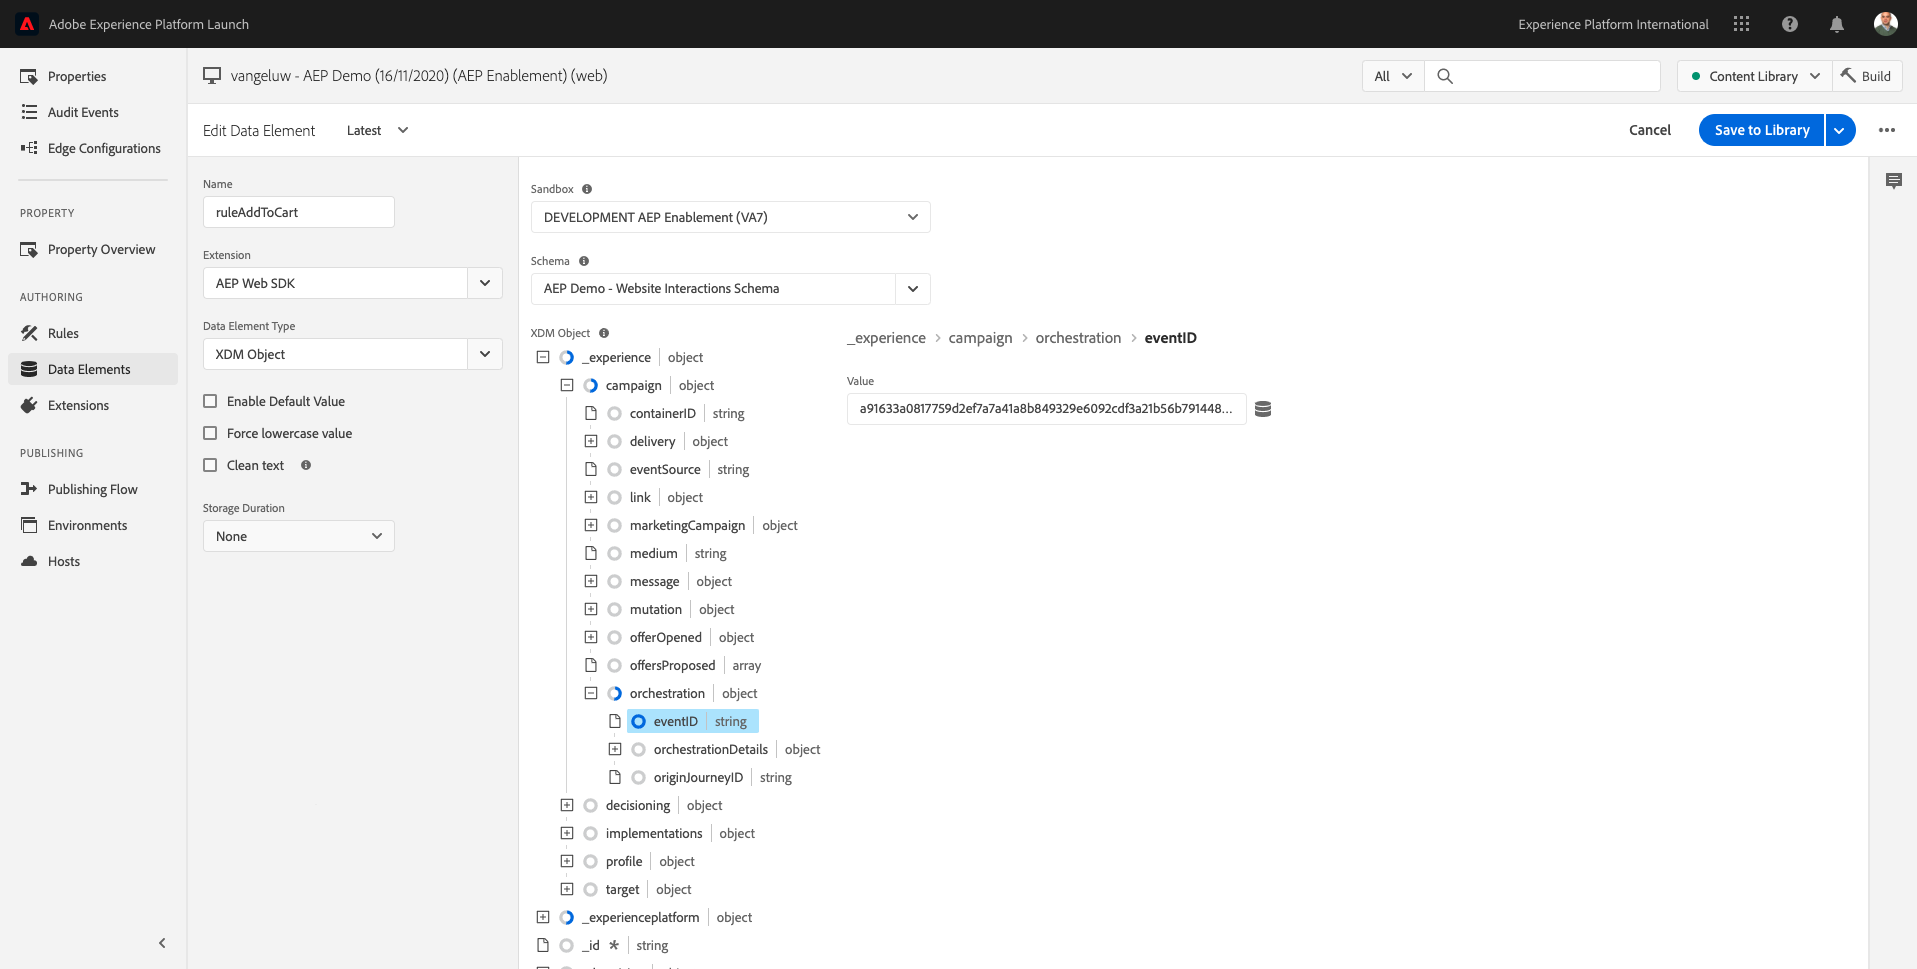 Adobe Experience Platform Launch
Experience Platform International
Properties
Audit Events
Edge Configurations
PROPERTY
Property Overview
AUTHORING
Rules
Data Elements
Extensions
PUBLISHING
Publishing Flow
Environments
Hosts
vangeluw - AEP Demo (16/11/2020) (AEP Enablement) (web)
All
Content Library
Build
Edit Data Element
Latest
Cancel
Save to Library
Name
ruleAddToCart
Extension
AEP Web SDK
Data Element Type
XDM Object
Enable Default Value
Force lowercase value
Clean text
Storage Duration
None
Sandbox
DEVELOPMENT AEP Enablement (VA7)
Schema
AEP Demo - Website Interactions Schema
XDM Object
_experience object
campaign object
containerID string
delivery object
eventSource string
link object
marketingCampaign object
medium string
message object
mutation object
offerOpened object
offersProposed array
orchestration object
eventID string
orchestrationDetails object
originJourneyID string
decisioning object
implementations object
profile object
target object
_experienceplatform object
_id * string
_experience > campaign > orchestration > eventID
Value
a91633a0817759d2ef7a7a41a8b849329e6092cdf3a21b56b791448...